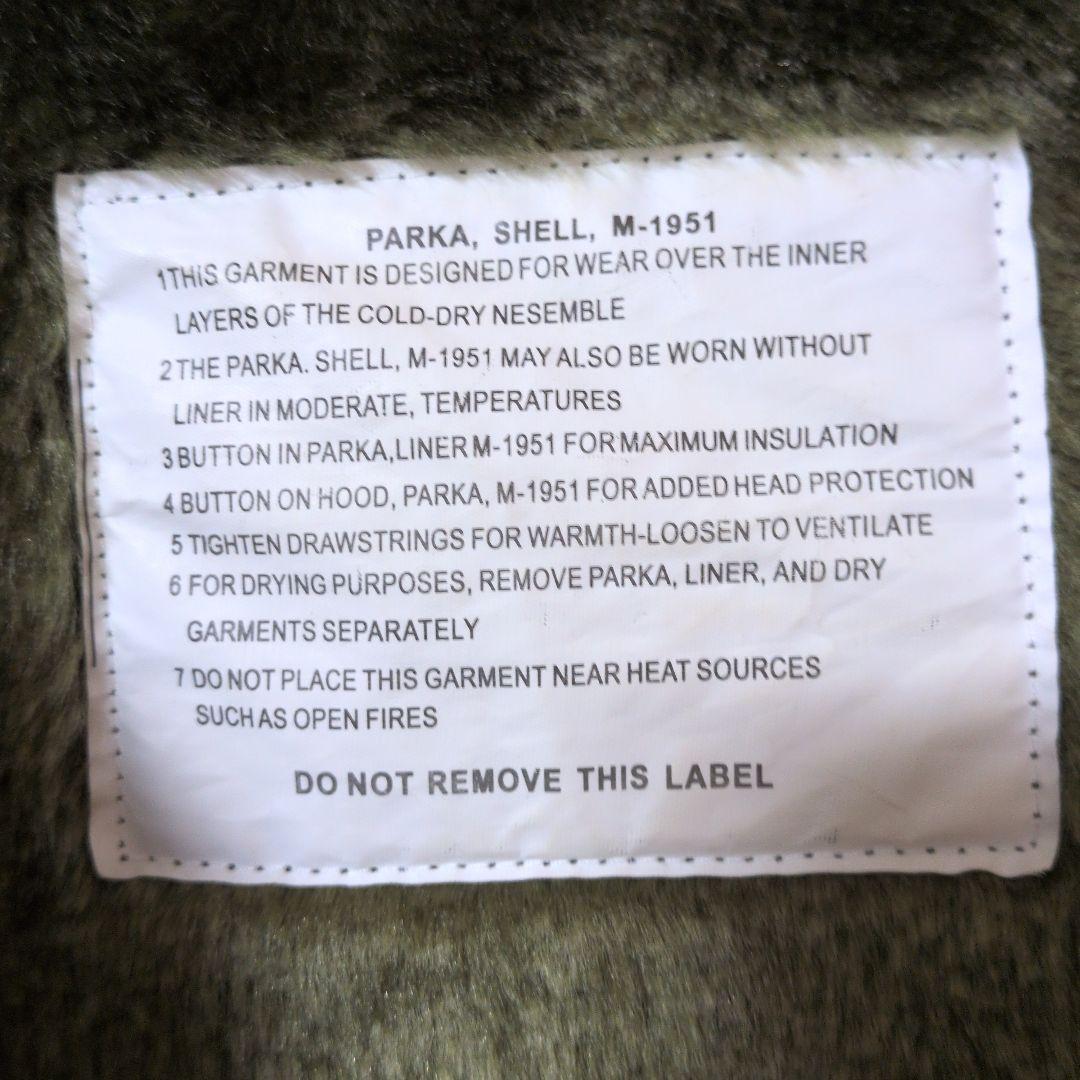 PARKA, SHELL, M-1951
1THIS GARMENT IS DESIGNED FOR WEAR OVER THE INNER
LAYERS OF THE COLD-DRY NESEMBLE
2 THE PARKA. SHELL, M-1951 MAY ALSO BE WORN WITHOUT
LINER IN MODERATE, TEMPERATURES
3 BUTTON IN PARKA,LINER M-1951 FOR MAXIMUM INSULATION
4 BUTTON ON HOOD, PARKA, M-1951 FOR ADDED HEAD PROTECTION
5 TIGHTEN DRAWSTRINGS FOR WARMTH-LOOSEN TO VENTILATE
6 FOR DRYING PURPOSES, REMOVE PARKA, LINER, AND DRY
GARMENTS SEPARATELY
7 DO NOT PLACE THIS GARMENT NEAR HEAT SOURCES
SUCH AS OPEN FIRES
DO NOT REMOVE THIS LABEL